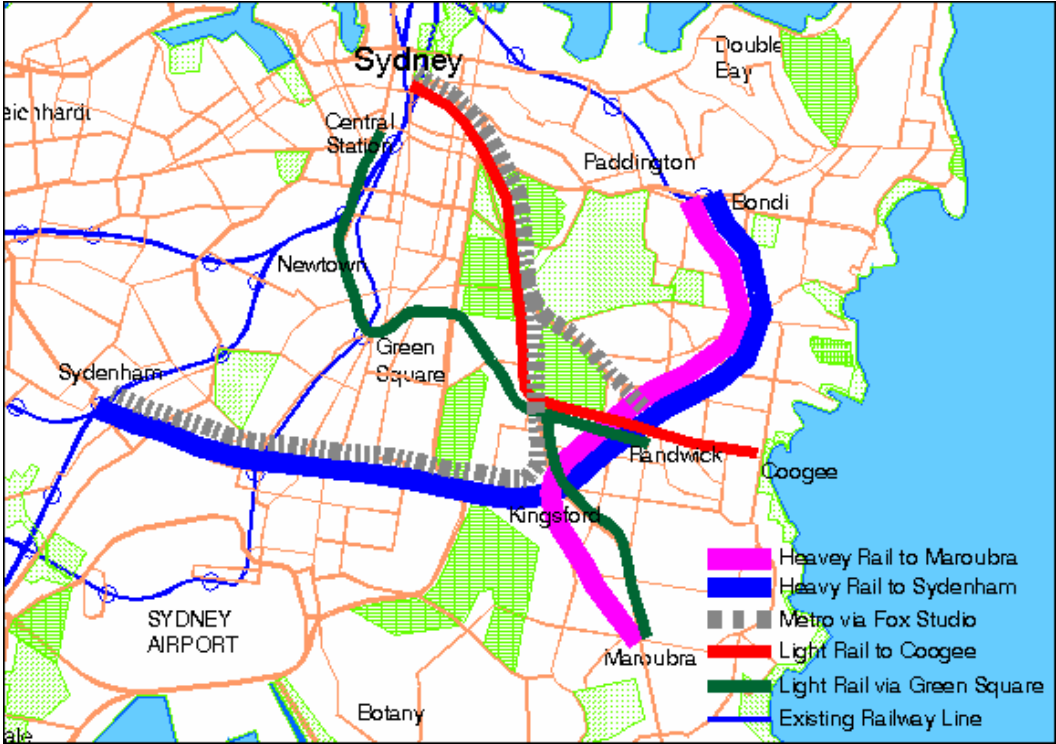 Double
Bay
Sydney
eichhardt
Central
Station
Paddington
Bondi
Newtown
Green
Square
Sydenham
Randwick
Coogee
Kingsford
Heavey Rail to Maroubra
Heavy Rail to Sydenham
SYDNEY
AIRPORT
Metro via Fox Studio
Maroubra
Light Rail to Coogee
Light Rail via Green Square
Botany
Existing Railway Line
ale